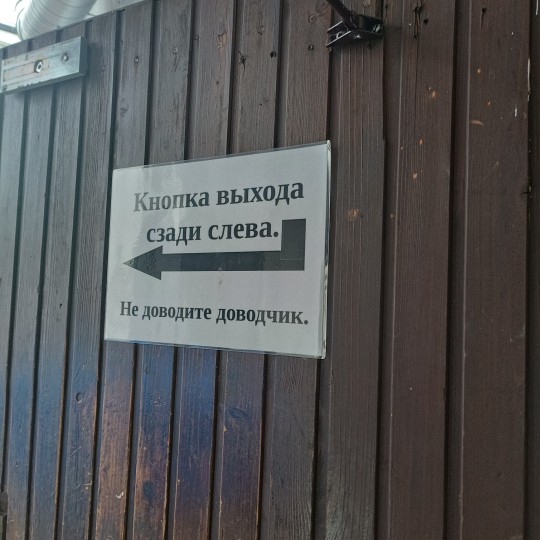 Кнопка выхода
сзади слева.
Не доводите доводчик.